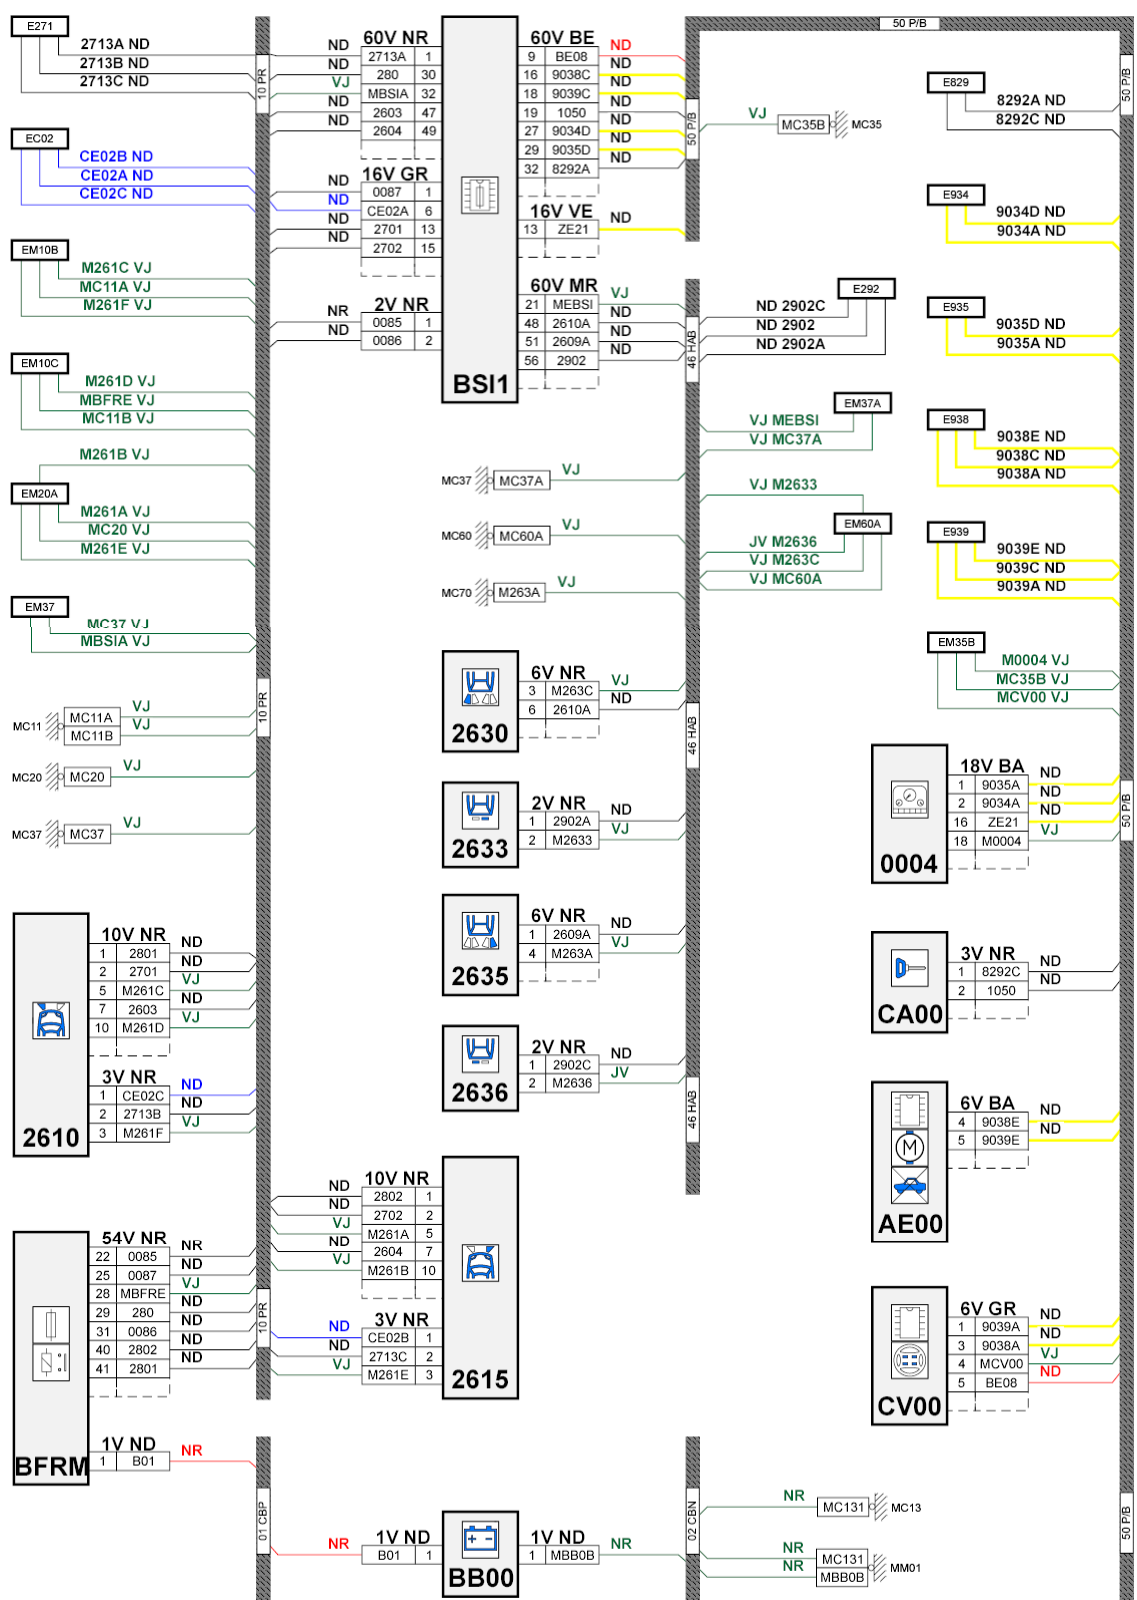 50 P/B
E271
2713A ND
2713B ND
2713C ND
10 PR
EC02
CE02B ND
CE02A ND
CE02C ND
EM10B
M261C VJ
MC11A VJ
M261F VJ
EM10C
M261D VJ
MBFRE VJ
MC11B VJ
M261B VJ
EM20A
M261A VJ
MC20 VJ
M261E VJ
EM37
MC37 VJ
MBSIA VJ
10 PR
MC11
MC11A VJ
MC11B VJ
MC20 MC20 VJ
MC37 MC37 VJ
2610
10V NR
1 2801 ND
2 2701 ND
5 M261C VJ
7 2603 ND
10 M261D VJ
3V NR
1 CE02C ND
2 2713B ND
3 M261F VJ
BFRM
54V NR
22 0085 NR
25 0087 ND
28 MBFRE VJ
29 280 ND
31 0086 ND
40 2802 ND
41 2801 ND
10 PR
1V ND
1 B01 NR
01 CBP
BSI1
60V NR
ND 2713A 1
ND 280 30
VJ MBSIA 32
ND 2603 47
ND 2604 49
16V GR
ND 0087 1
ND CE02A 6
ND 2701 13
ND 2702 15
2V NR
NR 0085 1
ND 0086 2
60V BE
9 BE08 ND
16 9038C ND
18 9039C ND
19 1050 ND
27 9034D ND
29 9035D ND
32 8292A ND
16V VE
13 ZE21 ND
60V MR
21 MEBSI VJ
48 2610A ND
51 2609A ND
56 2902 ND
50 P/B
46 HAB
MC37 MC37A VJ
MC60 MC60A VJ
MC70 M263A VJ
2630
6V NR
3 M263C VJ
6 2610A ND
46 HAB
2633
2V NR
1 2902A ND
2 M2633 VJ
2635
6V NR
1 2609A ND
4 M263A VJ
2636
2V NR
1 2902C ND
2 M2636 JV
46 HAB
2615
10V NR
ND 2802 1
ND 2702 2
VJ M261A 5
ND 2604 7
VJ M261B 10
3V NR
ND CE02B 1
ND 2713C 2
VJ M261E 3
BB00
1V ND
NR B01 1
1V ND
1 MBB0B NR
02 CBN
NR MC131 MC13
NR MC131
NR MBB0B
MM01
VJ MC35B MC35
E292
ND 2902C
ND 2902
ND 2902A
EM37A
VJ MEBSI
VJ MC37A
VJ M2633
EM60A
JV M2636
VJ M263C
VJ MC60A
50 P/B
E829
8292A ND
8292C ND
E934
9034D ND
9034A ND
E935
9035D ND
9035A ND
E938
9038E ND
9038C ND
9038A ND
E939
9039E ND
9039C ND
9039A ND
EM35B
M0004 VJ
MC35B VJ
MCV00 VJ
0004
18V BA
1 9035A ND
2 9034A ND
16 ZE21 ND
18 M0004 VJ
50 P/B
CA00
3V NR
1 8292C ND
2 1050 ND
M
AE00
6V BA
4 9038E ND
5 9039E ND
CV00
6V GR
1 9039A ND
3 9038A ND
4 MCV00 VJ
5 BE08 ND
50 P/B